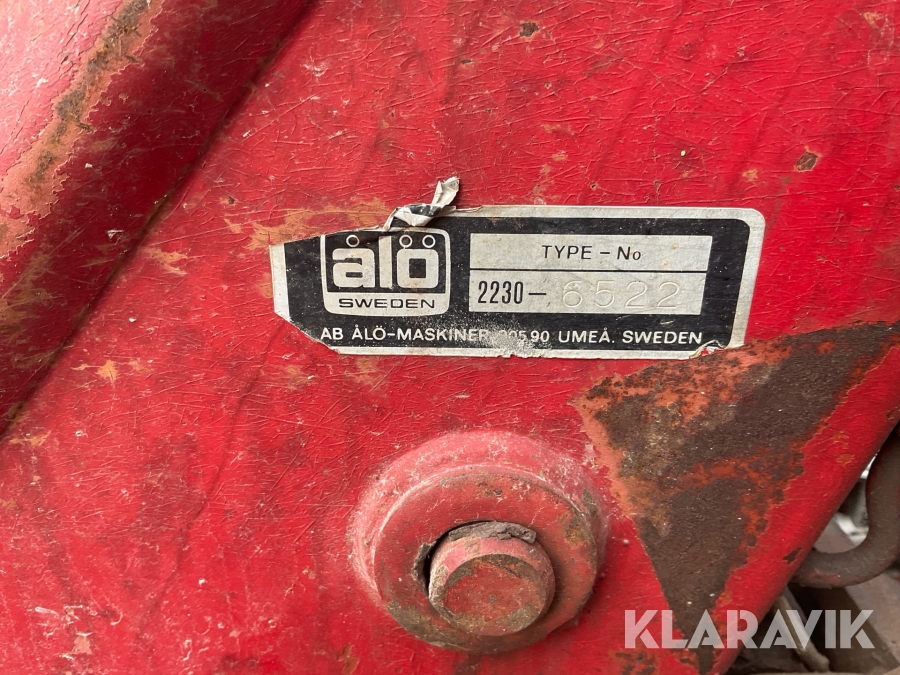 ålö
SWEDEN
TYPE - No
2230- 6522
AB ÅLÖ-MASKINER 90590 UMEÅ. SWEDEN
KLARAVIK